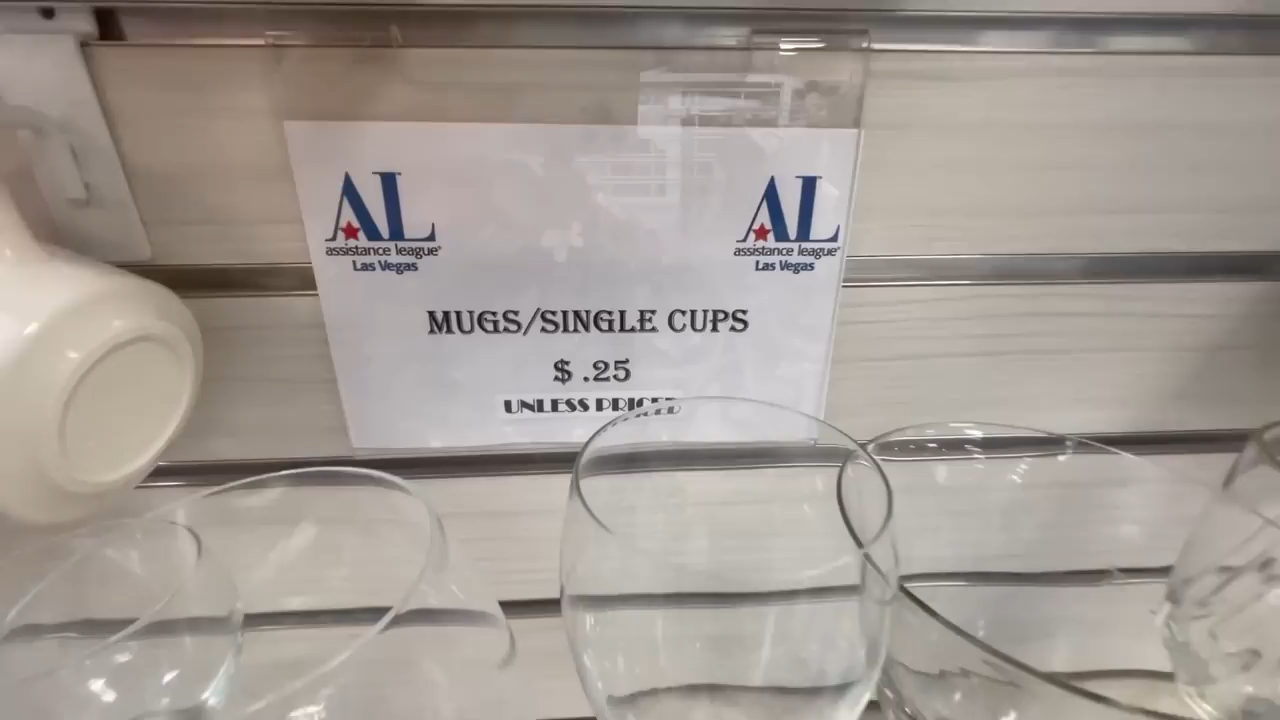 AL
assistance league®
Las Vegas
AL
assistance league®
Las Vegas
MUGS/SINGLE CUPS
$ .25
UNLESS PRICED